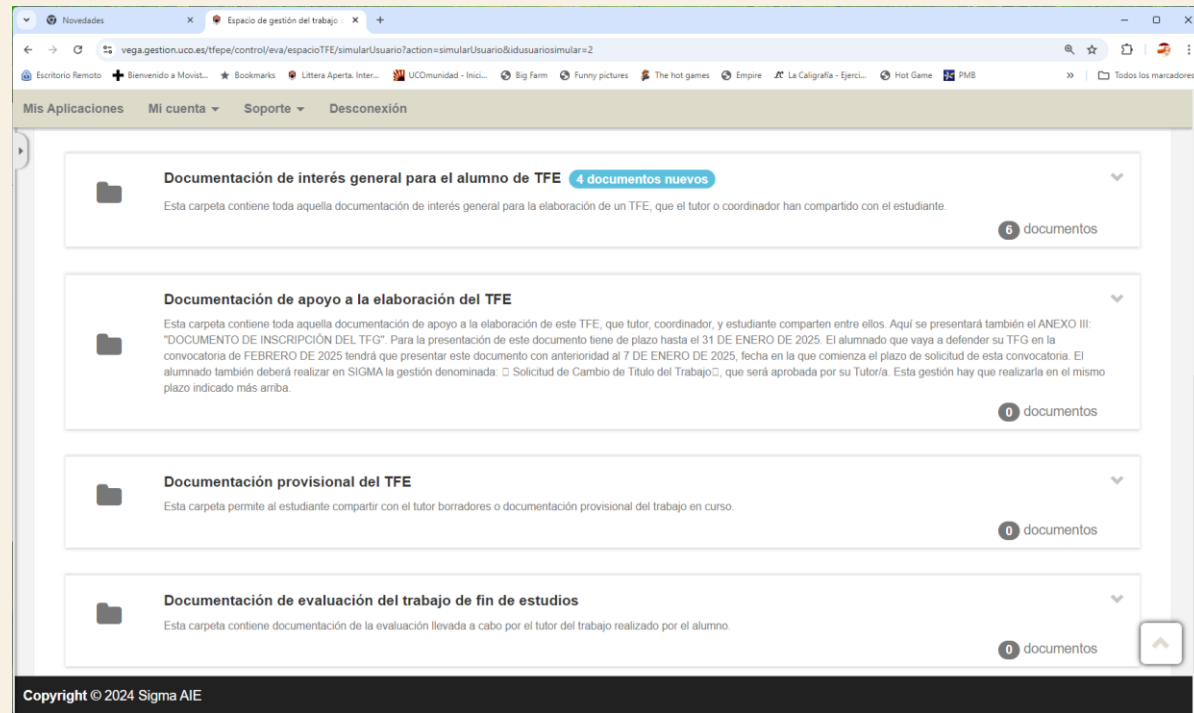 Novedades
Espacio de gestión del trabajo
vega.gestion.uco.es/tfepe/control/eva/espacioTFE/simularUsuario?action=simularUsuario&idusuariosimular=2
Escritorio Remoto Bienvenido a Movist... Bookmarks Littera Aperta. Inter... UCOmunidad - Inici... Big Farm Funny pictures The hot games Empire La Caligrafía - Ejerci... Hot Game PMB » Todos los marcadores
Mis Aplicaciones Mi cuenta Soporte Desconexión
Documentación de interés general para el alumno de TFE 4 documentos nuevos
Esta carpeta contiene toda aquella documentación de interés general para la elaboración de un TFE, que el tutor o coordinador han compartido con el estudiante.
6 documentos
Documentación de apoyo a la elaboración del TFE
Esta carpeta contiene toda aquella documentación de apoyo a la elaboración de este TFE, que tutor, coordinador, y estudiante comparten entre ellos. Aquí se presentará también el ANEXO III:
"DOCUMENTO DE INSCRIPCIÓN DEL TFG". Para la presentación de este documento tiene de plazo hasta el 31 DE ENERO DE 2025. El alumnado que vaya a defender su TFG en la
convocatoria de FEBRERO DE 2025 tendrá que presentar este documento con anterioridad al 7 DE ENERO DE 2025, fecha en la que comienza el plazo de solicitud de esta convocatoria. El
alumnado también deberá realizar en SIGMA la gestión denominada: □ Solicitud de Cambio de Titulo del Trabajo□, que será aprobada por su Tutor/a. Esta gestión hay que realizarla en el mismo
plazo indicado más arriba.
0 documentos
Documentación provisional del TFE
Esta carpeta permite al estudiante compartir con el tutor borradores o documentación provisional del trabajo en curso.
0 documentos
Documentación de evaluación del trabajo de fin de estudios
Esta carpeta contiene documentación de la evaluación llevada a cabo por el tutor del trabajo realizado por el alumno.
0 documentos
Copyright © 2024 Sigma AIE